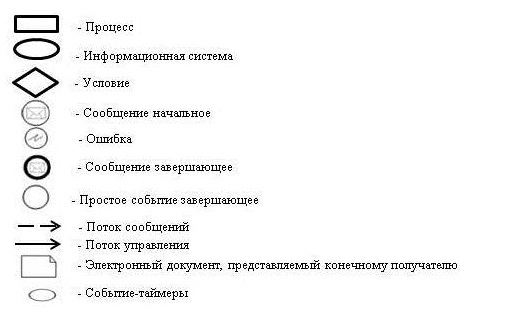 - Процесс
- Информационная система
- Условие
- Сообщение начальное
- Ошибка
- Сообщение завершающее
- Простое событие завершающее
- Поток сообщений
- Поток управления
- Электронный документ, представляемый конечному получателю
- Событие-таймеры